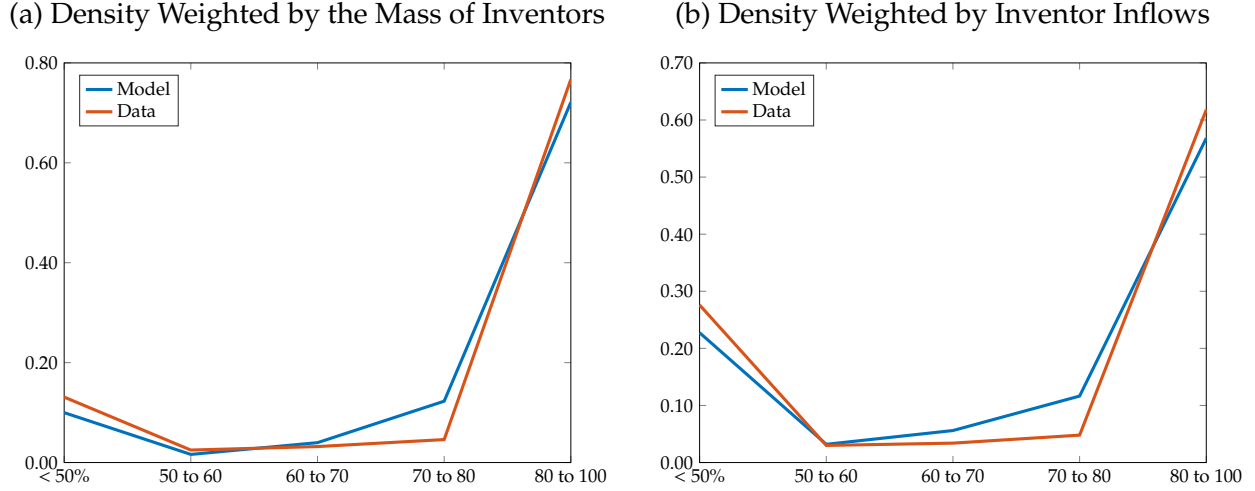 (a) Density Weighted by the Mass of Inventors
0.80
0.60
0.40
0.20
0.00
Model
Data
< 50%
50 to 60
60 to 70
70 to 80
80 to 100
(b) Density Weighted by Inventor Inflows
0.70
0.60
0.50
0.40
0.30
0.20
0.10
0.00
Model
Data
< 50%
50 to 60
60 to 70
70 to 80
80 to 100